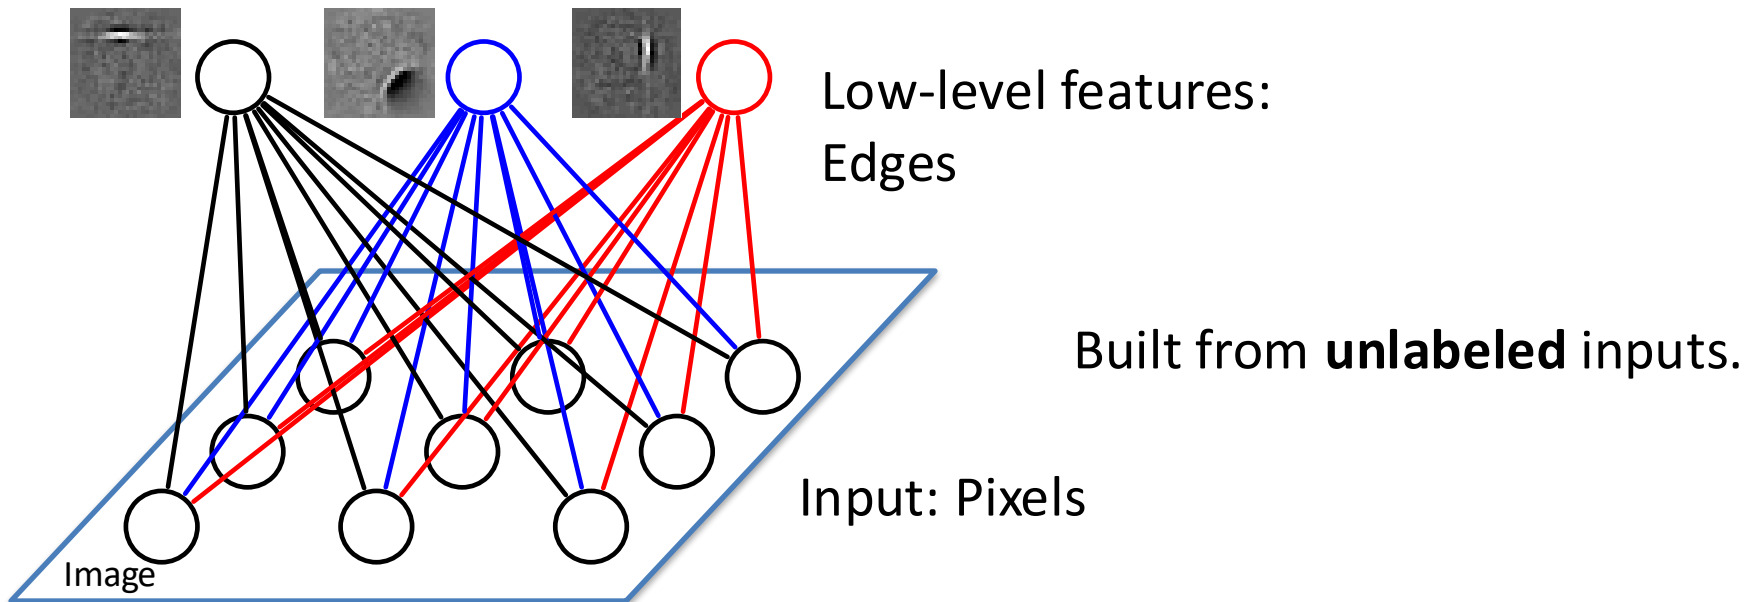 Low-level features:
Edges
Built from unlabeled inputs.
Input: Pixels
Image